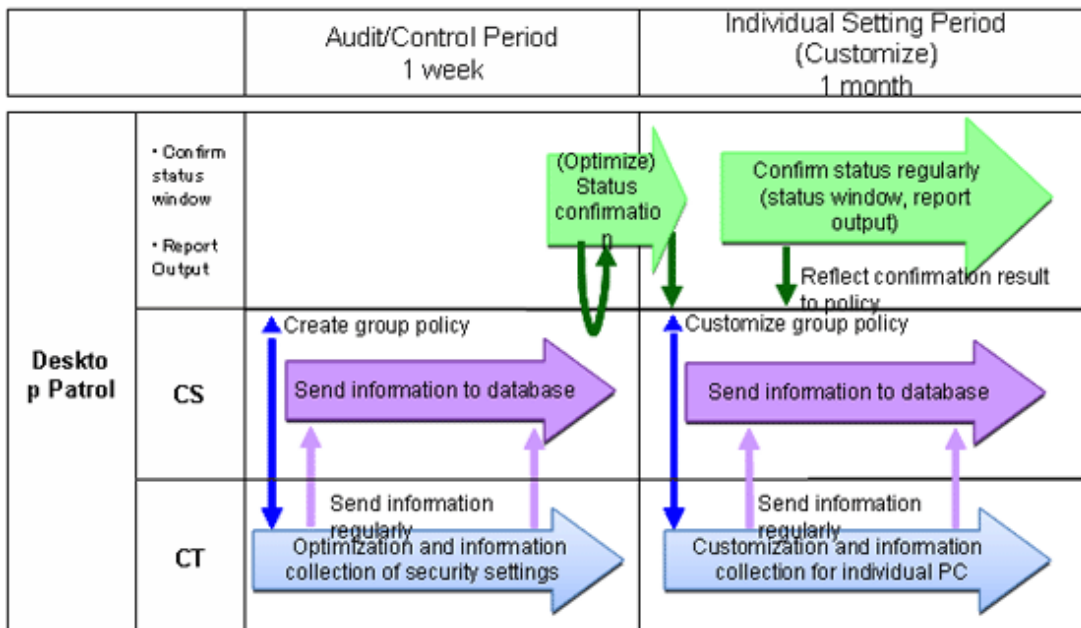 Audit/Control Period
1 week
Individual Setting Period
(Customize)
1 month
Deskto
p Patrol
• Confirm
status
window
• Report
Output
(Optimize)
Status
confirmatio
n
Confirm status regularly
(status window, report
output)
Reflect confirmation result
to policy
CS
Create group policy
Send information to database
Customize group policy
Send information to database
CT
Send information
regularly
Optimization and information
collection of security settings
Send information
regularly
Customization and information
collection for individual PC